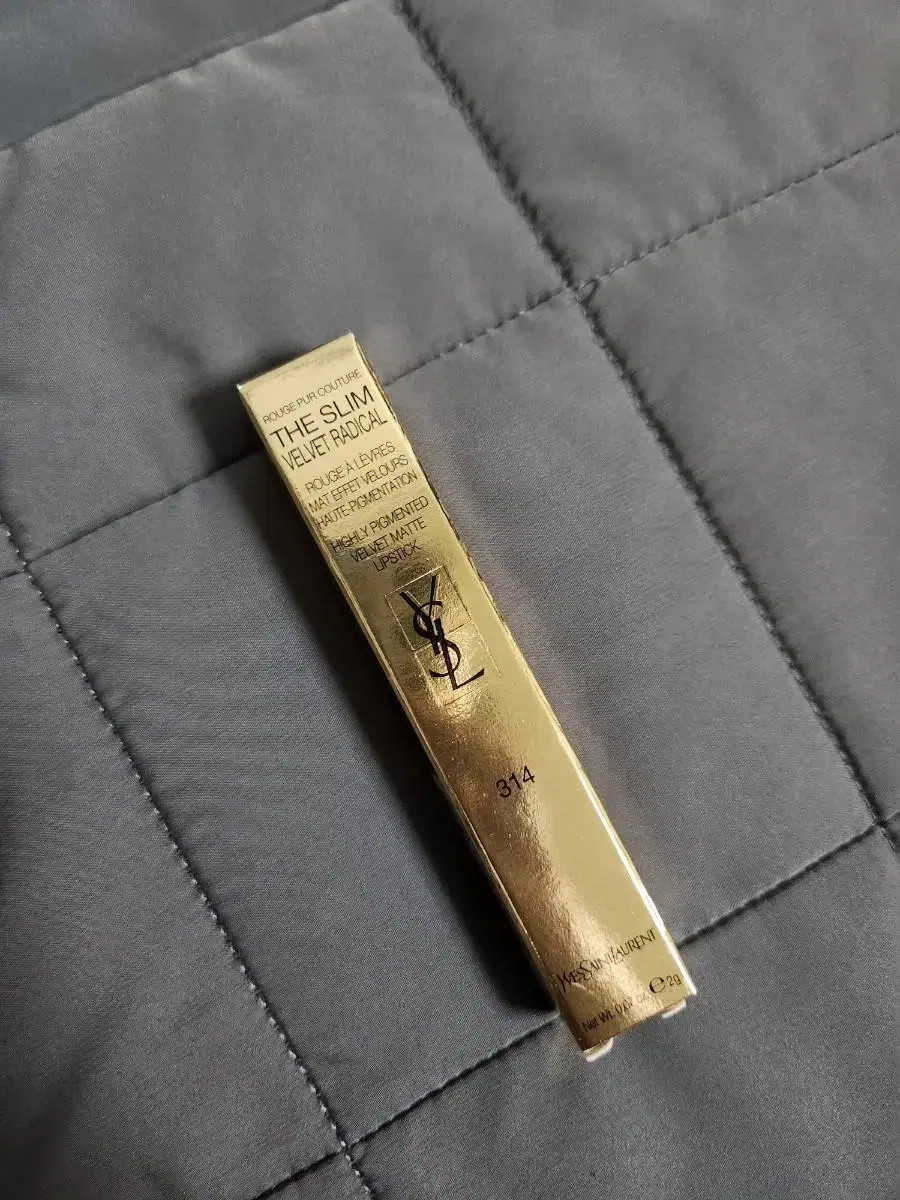 ROUGE PUR COUTURE
THE SLIM
VELVET RADICAL
ROUGE À LÈVRES
MAT EFFET VELOURS
HAUTE-PIGMENTATION
HIGHLY PIGMENTED
VELVET MATTE
LIPSTICK
YSL
314
YVESSAINTLAURENT
Net Wt. 0.07 oz. ℮ 2g